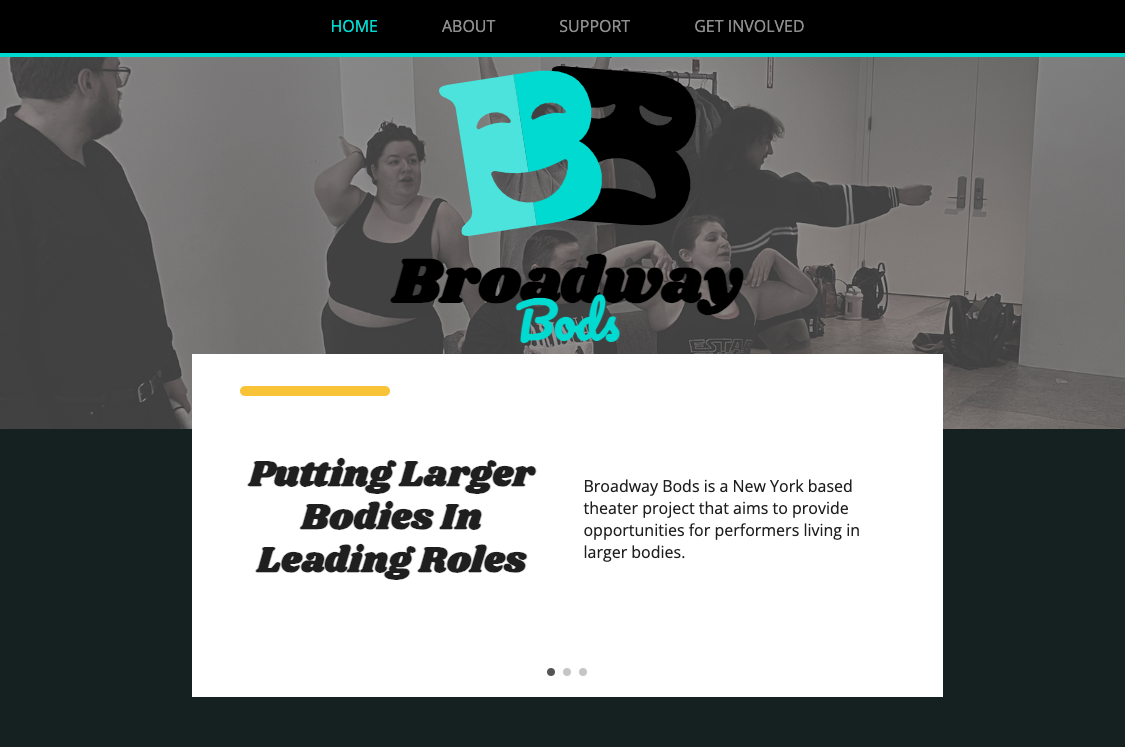 HOME ABOUT SUPPORT GET INVOLVED
Broadway
Bods
ESTAS
Putting Larger
Bodies In
Leading Roles
Broadway Bods is a New York based
theater project that aims to provide
opportunities for performers living in
larger bodies.